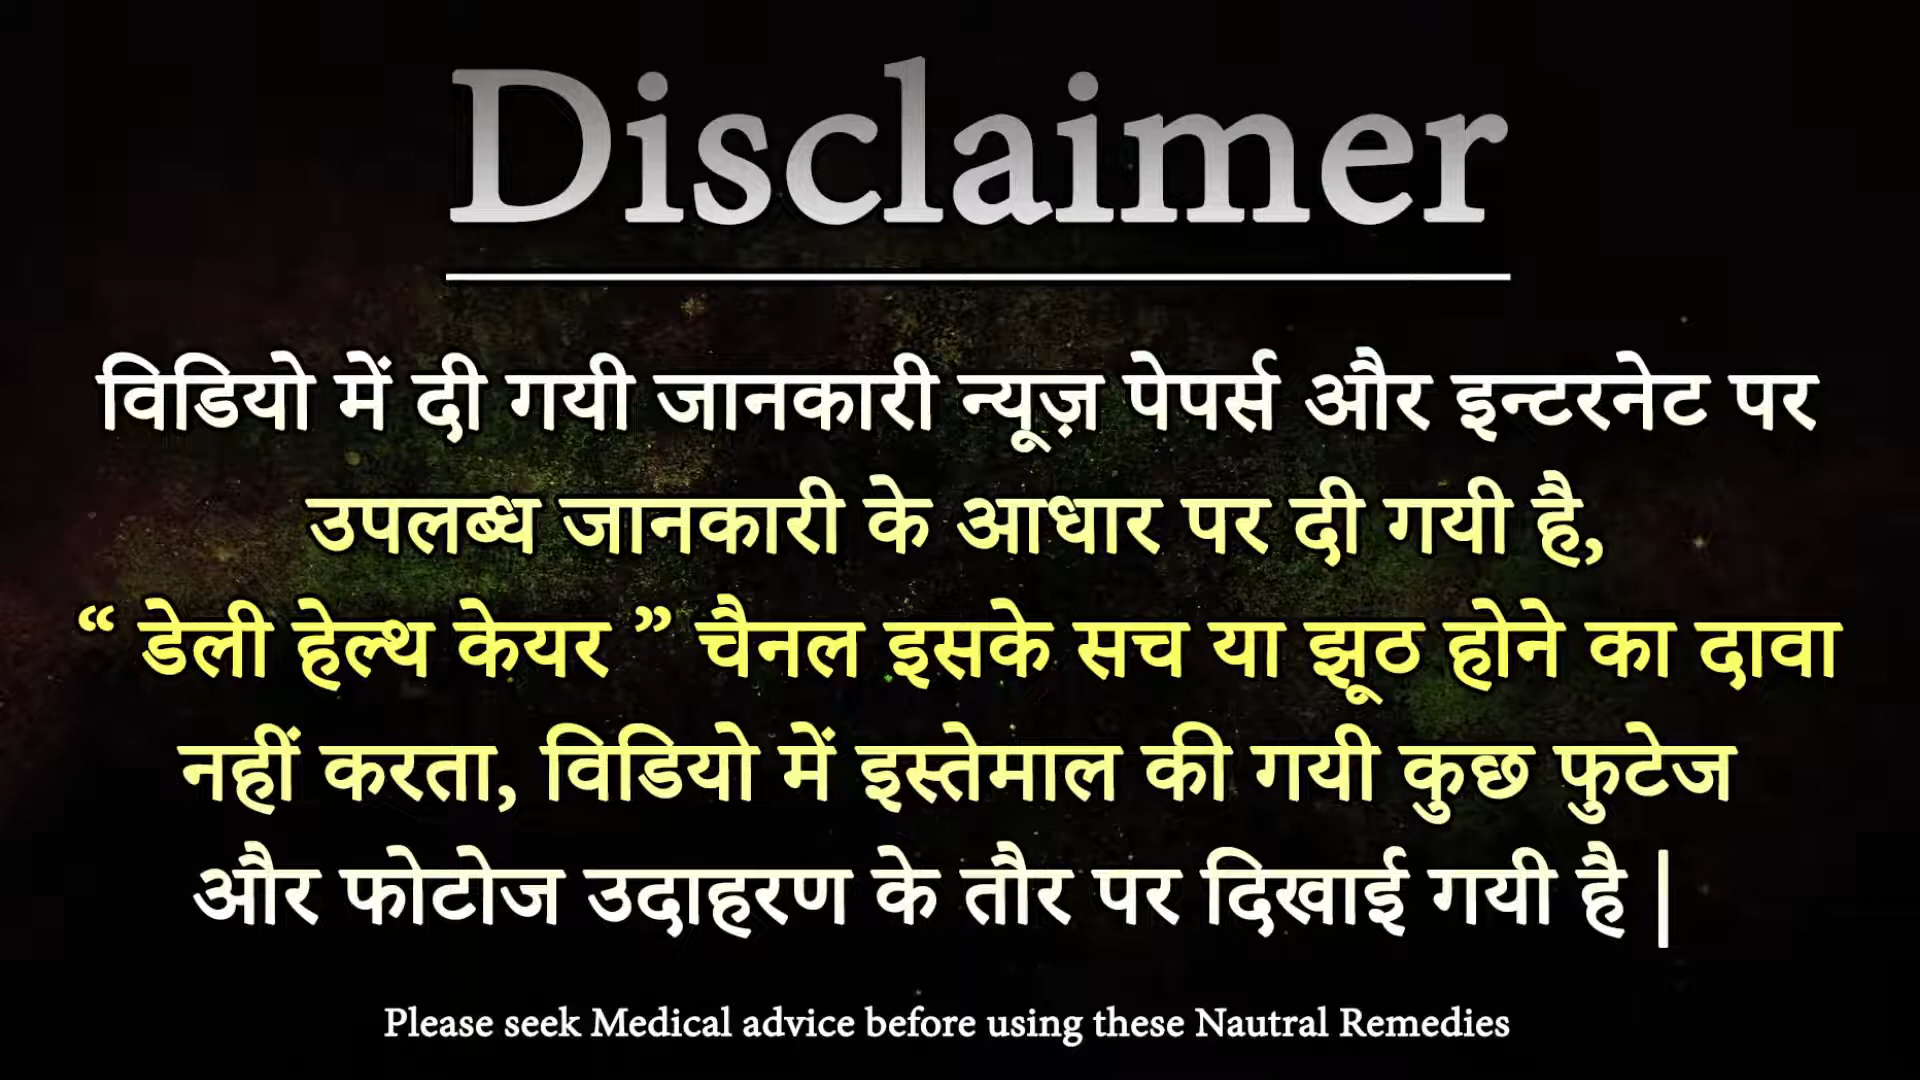 Disclaimer
विडियो में दी गयी जानकारी न्यूज़ पेपर्स और इन्टरनेट पर
उपलब्ध जानकारी के आधार पर दी गयी है,
“ डेली हेल्थ केयर ” चैनल इसके सच या झूठ होने का दावा
नहीं करता, विडियो में इस्तेमाल की गयी कुछ फुटेज
और फोटोज उदाहरण के तौर पर दिखाई गयी है |
Please seek Medical advice before using these Nautral Remedies